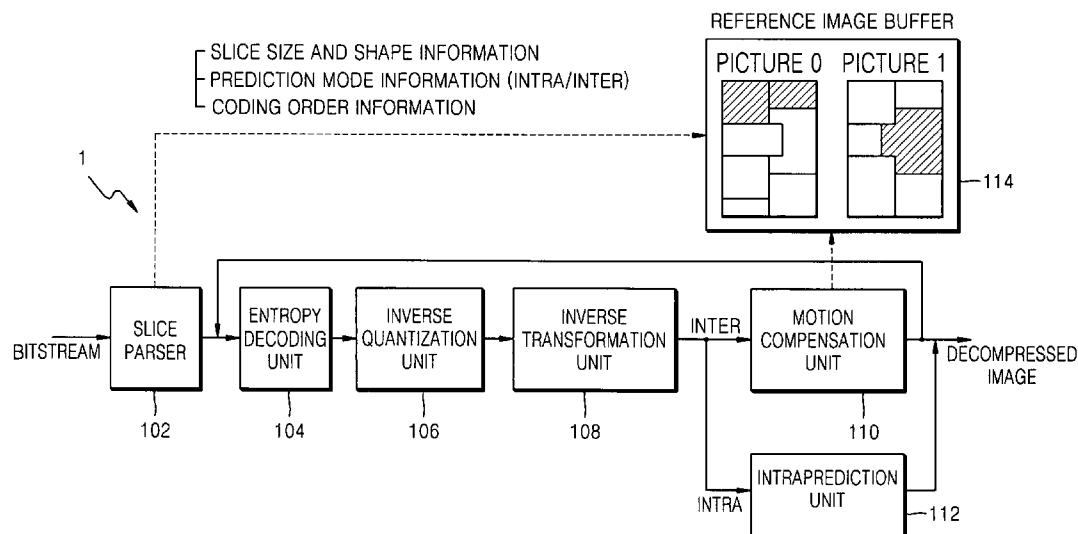 REFERENCE IMAGE BUFFER
SLICE SIZE AND SHAPE INFORMATION
PREDICTION MODE INFORMATION (INTRA/INTER)
CODING ORDER INFORMATION
PICTURE 0
PICTURE 1
114
1
BITSTREAM
SLICE
PARSER
102
ENTROPY
DECODING
UNIT
104
INVERSE
QUANTIZATION
UNIT
106
INVERSE
TRANSFORMATION
UNIT
108
INTER
MOTION
COMPENSATION
UNIT
110
DECOMPRESSED
IMAGE
INTRA
INTRAPREDICTION
UNIT
112